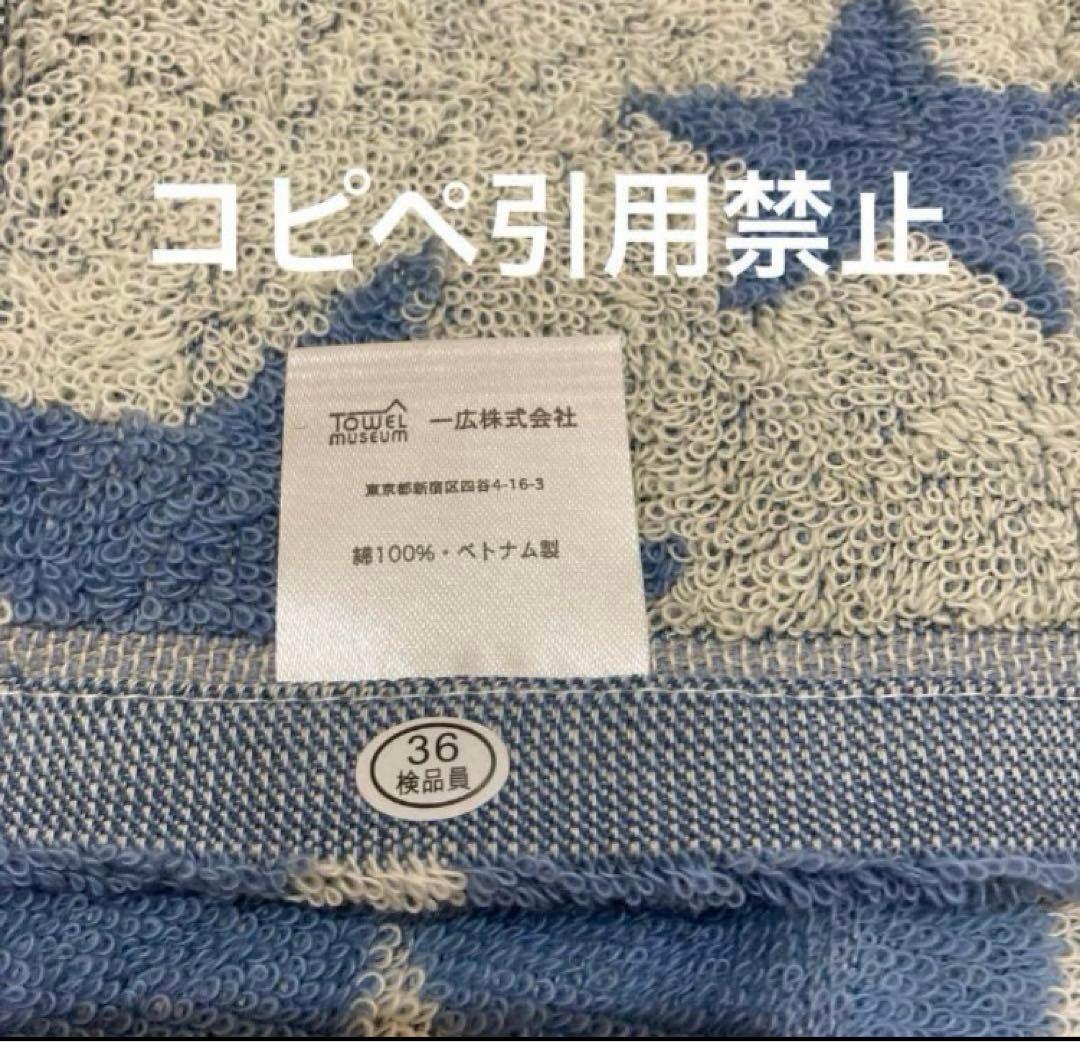 コピペ引用禁止
TOWEL MUSEUM 一広株式会社
東京都新宿区四谷4-16-3
綿100%・ベトナム製
36
検品員